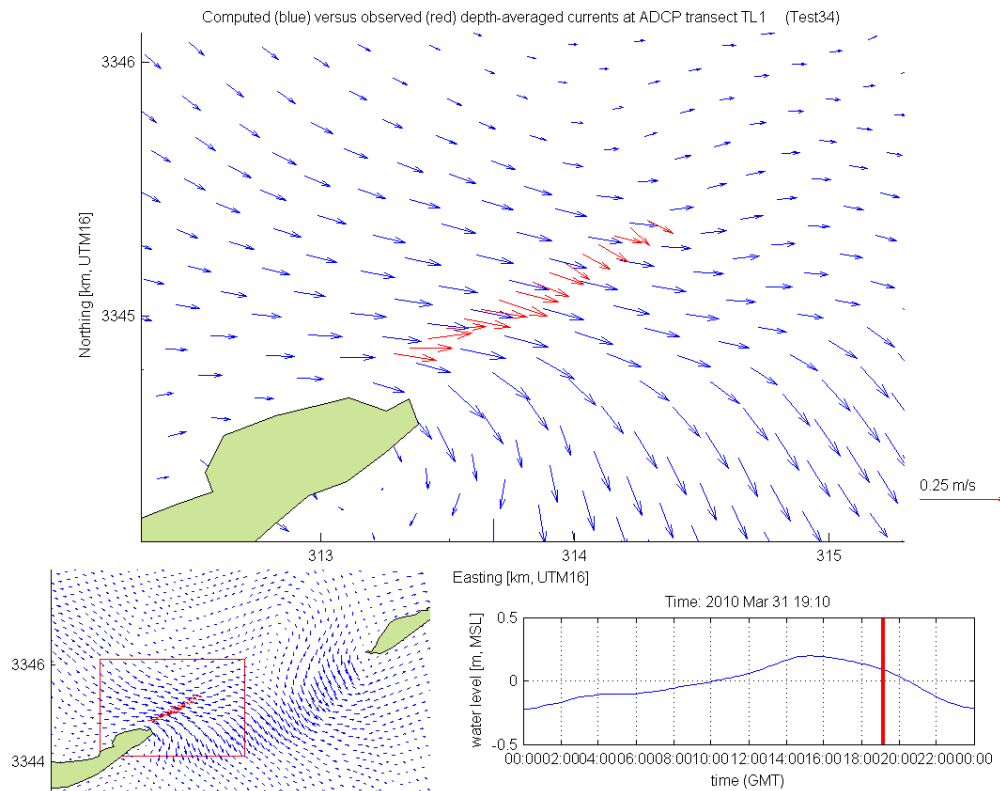 Computed (blue) versus observed (red) depth-averaged currents at ADCP transect TL1 (Test34)
3346
3345
Northing [km, UTM16]
0.25 m/s
313 314 315
Easting [km, UTM16]
3346
3344
Time: 2010 Mar 31 19:10
0.5
0
-0.5
water level [m, MSL]
00:0002:0004:0006:0008:0010:0012:0014:0016:0018:0020:0022:0000:00
time (GMT)